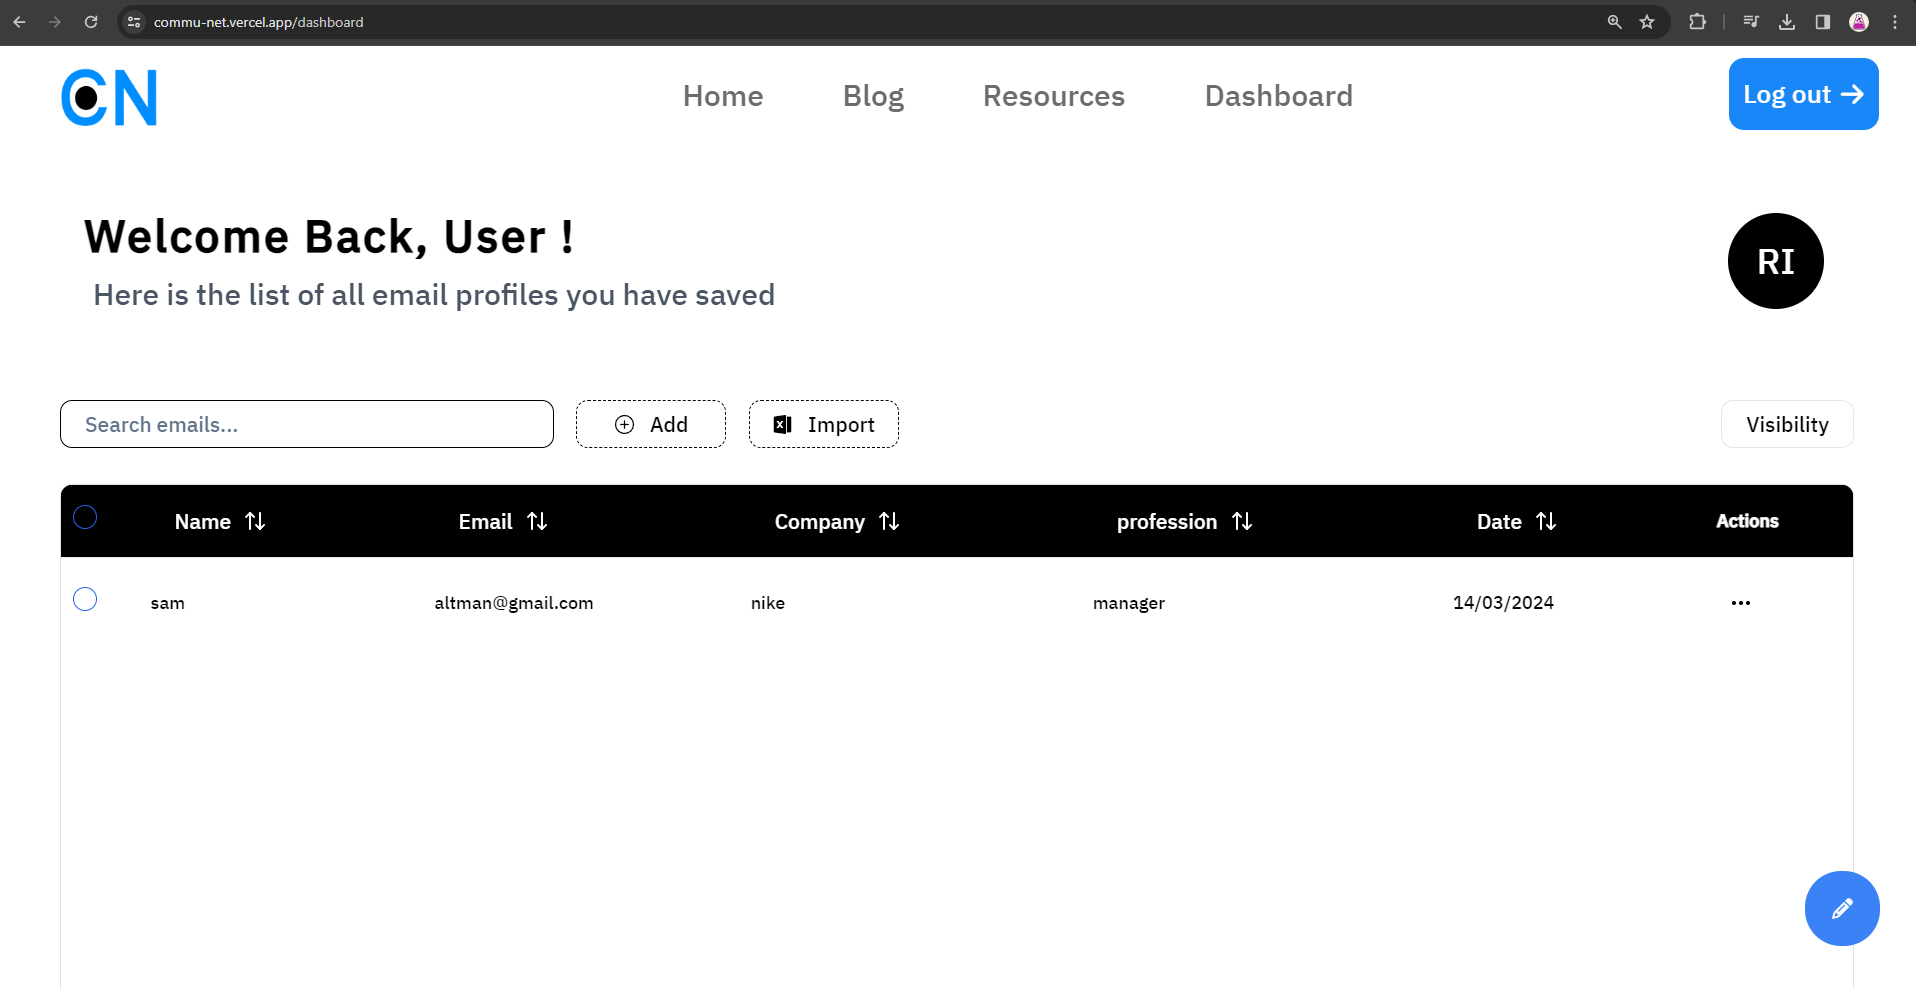 commu-net.vercel.app/dashboard
CN Home Blog Resources Dashboard Log out
Welcome Back, User !
RI
Here is the list of all email profiles you have saved
Search emails... Add Import Visibility
Name Email Company profession Date Actions
sam altman@gmail.com nike manager 14/03/2024